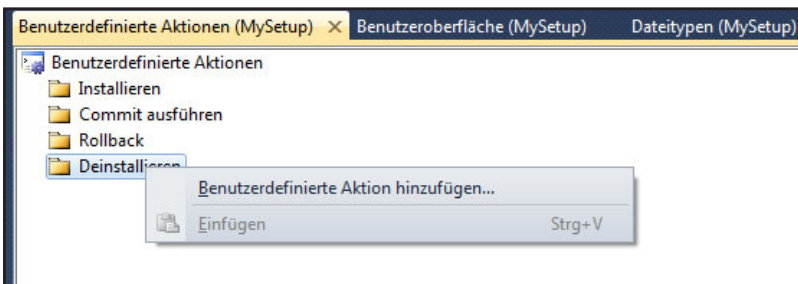 Benutzerdefinierte Aktionen (MySetup) Benutzeroberfläche (MySetup) Dateitypen (MySetup)
Benutzerdefinierte Aktionen
Installieren
Commit ausführen
Rollback
Deinstallieren
Benutzerdefinierte Aktion hinzufügen...
Einfügen Strg+V